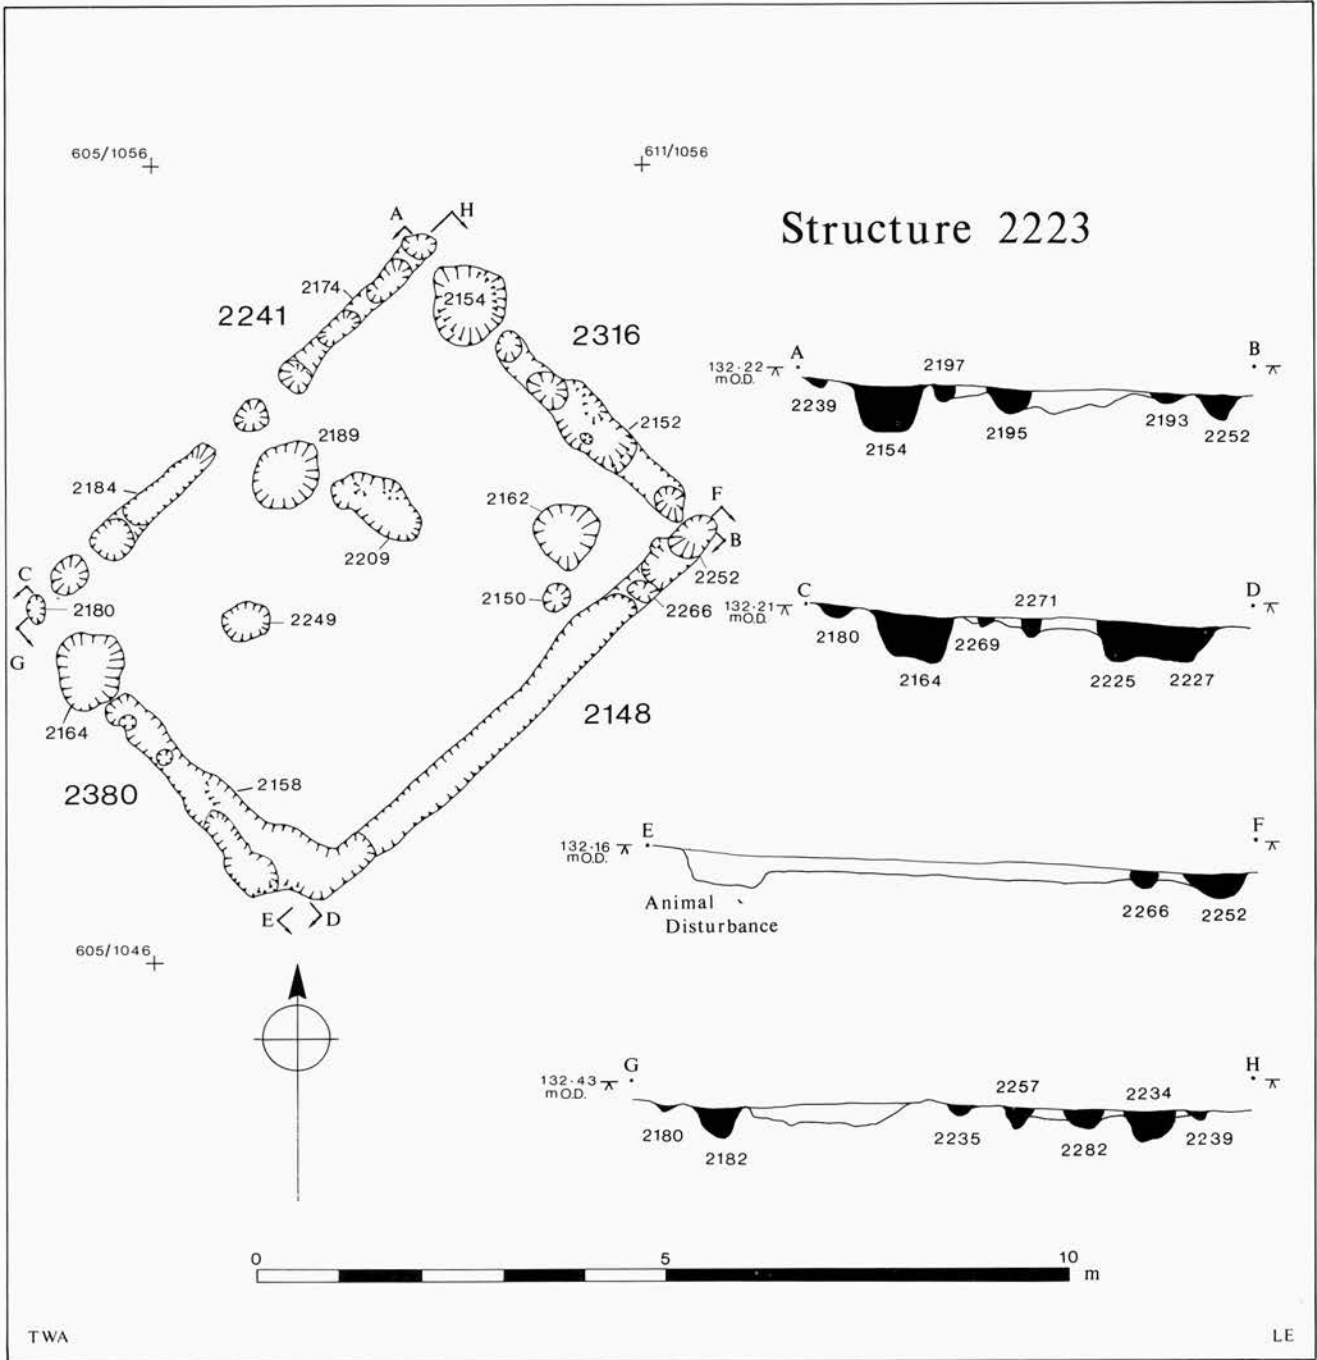 605/1056
611/1056
Structure 2223
A H
2174
2241
2154
2316
2152
2189
2184
2209
2162
F
B
2252
2266
2150
C
2180
G
2249
2164
2148
2380
2158
E D
605/1046
A B
132·22
m O.D.
2197
2239
2154
2195
2193
2252
C D
132·21
m O.D.
2271
2180
2164
2269
2225
2227
E F
132·16
m O.D.
Animal
Disturbance
2266
2252
G H
132·43
m O.D.
2257
2234
2180
2182
2235
2282
2239
0 5 10
m
TWA
LE